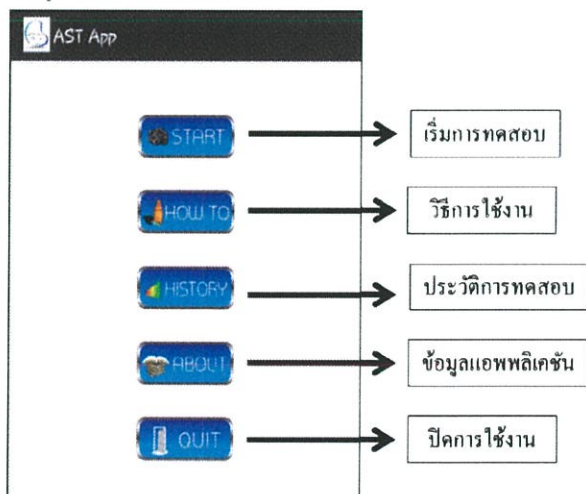 AST App
START
เริ่มการทดสอบ
HOW TO
วิธีการใช้งาน
HISTORY
ประวัติการทดสอบ
ABOUT
ข้อมูลแอพพลิเคชัน
QUIT
ปิดการใช้งาน